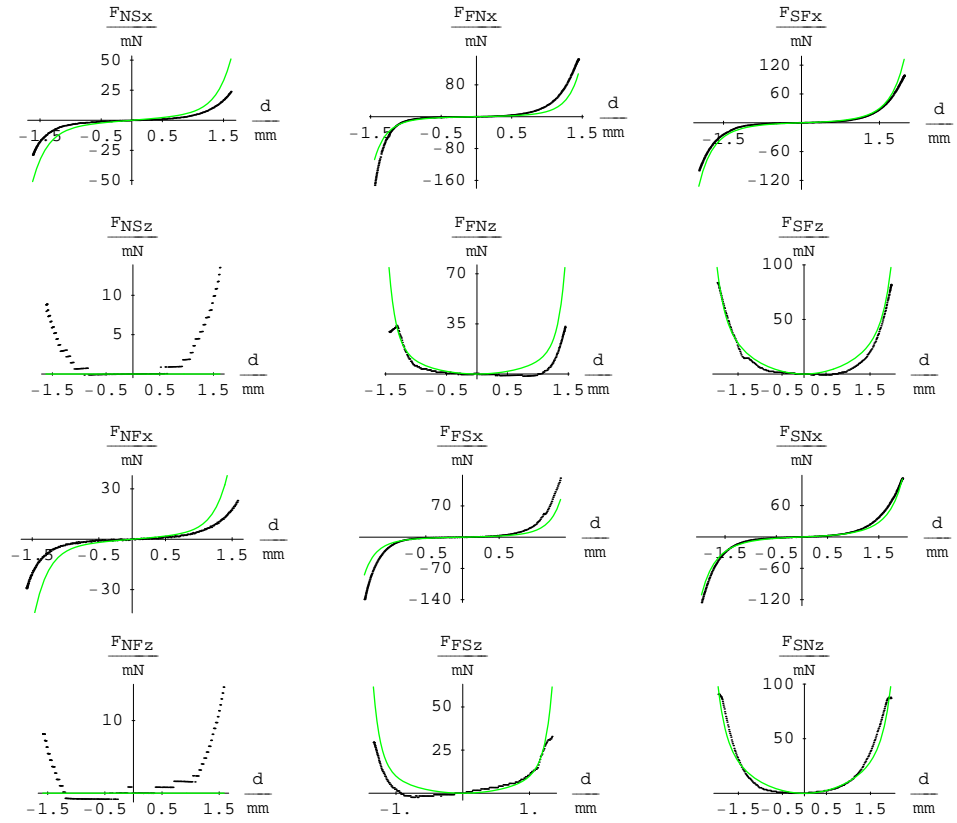 F_NSx
mN
50
25
-1.5 -0.5 0.5 1.5
-25
-50
d
mm
F_FNx
mN
80
-1.5 0.5 1.5
-80
-160
d
mm
F_SFx
mN
120
60
-1.5 1.5
-60
-120
d
mm
F_NSz
mN
10
5
-1.5 -0.5 0.5 1.5
d
mm
F_FNz
mN
70
35
-1.5 -0.5 0.5 1.5
d
mm
F_SFz
mN
100
50
-1.5 -0.5 0.5 1.5
d
mm
F_NFx
mN
30
-1.5 -0.5 0.5 1.5
-30
d
mm
F_FSx
mN
70
-0.5 0.5
-70
-140
d
mm
F_SNx
mN
60
-1.5 0.5 1.5
-60
-120
d
mm
F_NFz
mN
10
-1.5 -0.5 0.5 1.5
d
mm
F_FSz
mN
50
25
-1. 1.
d
mm
F_SNz
mN
100
50
-1.5 -0.5 0.5 1.5
d
mm